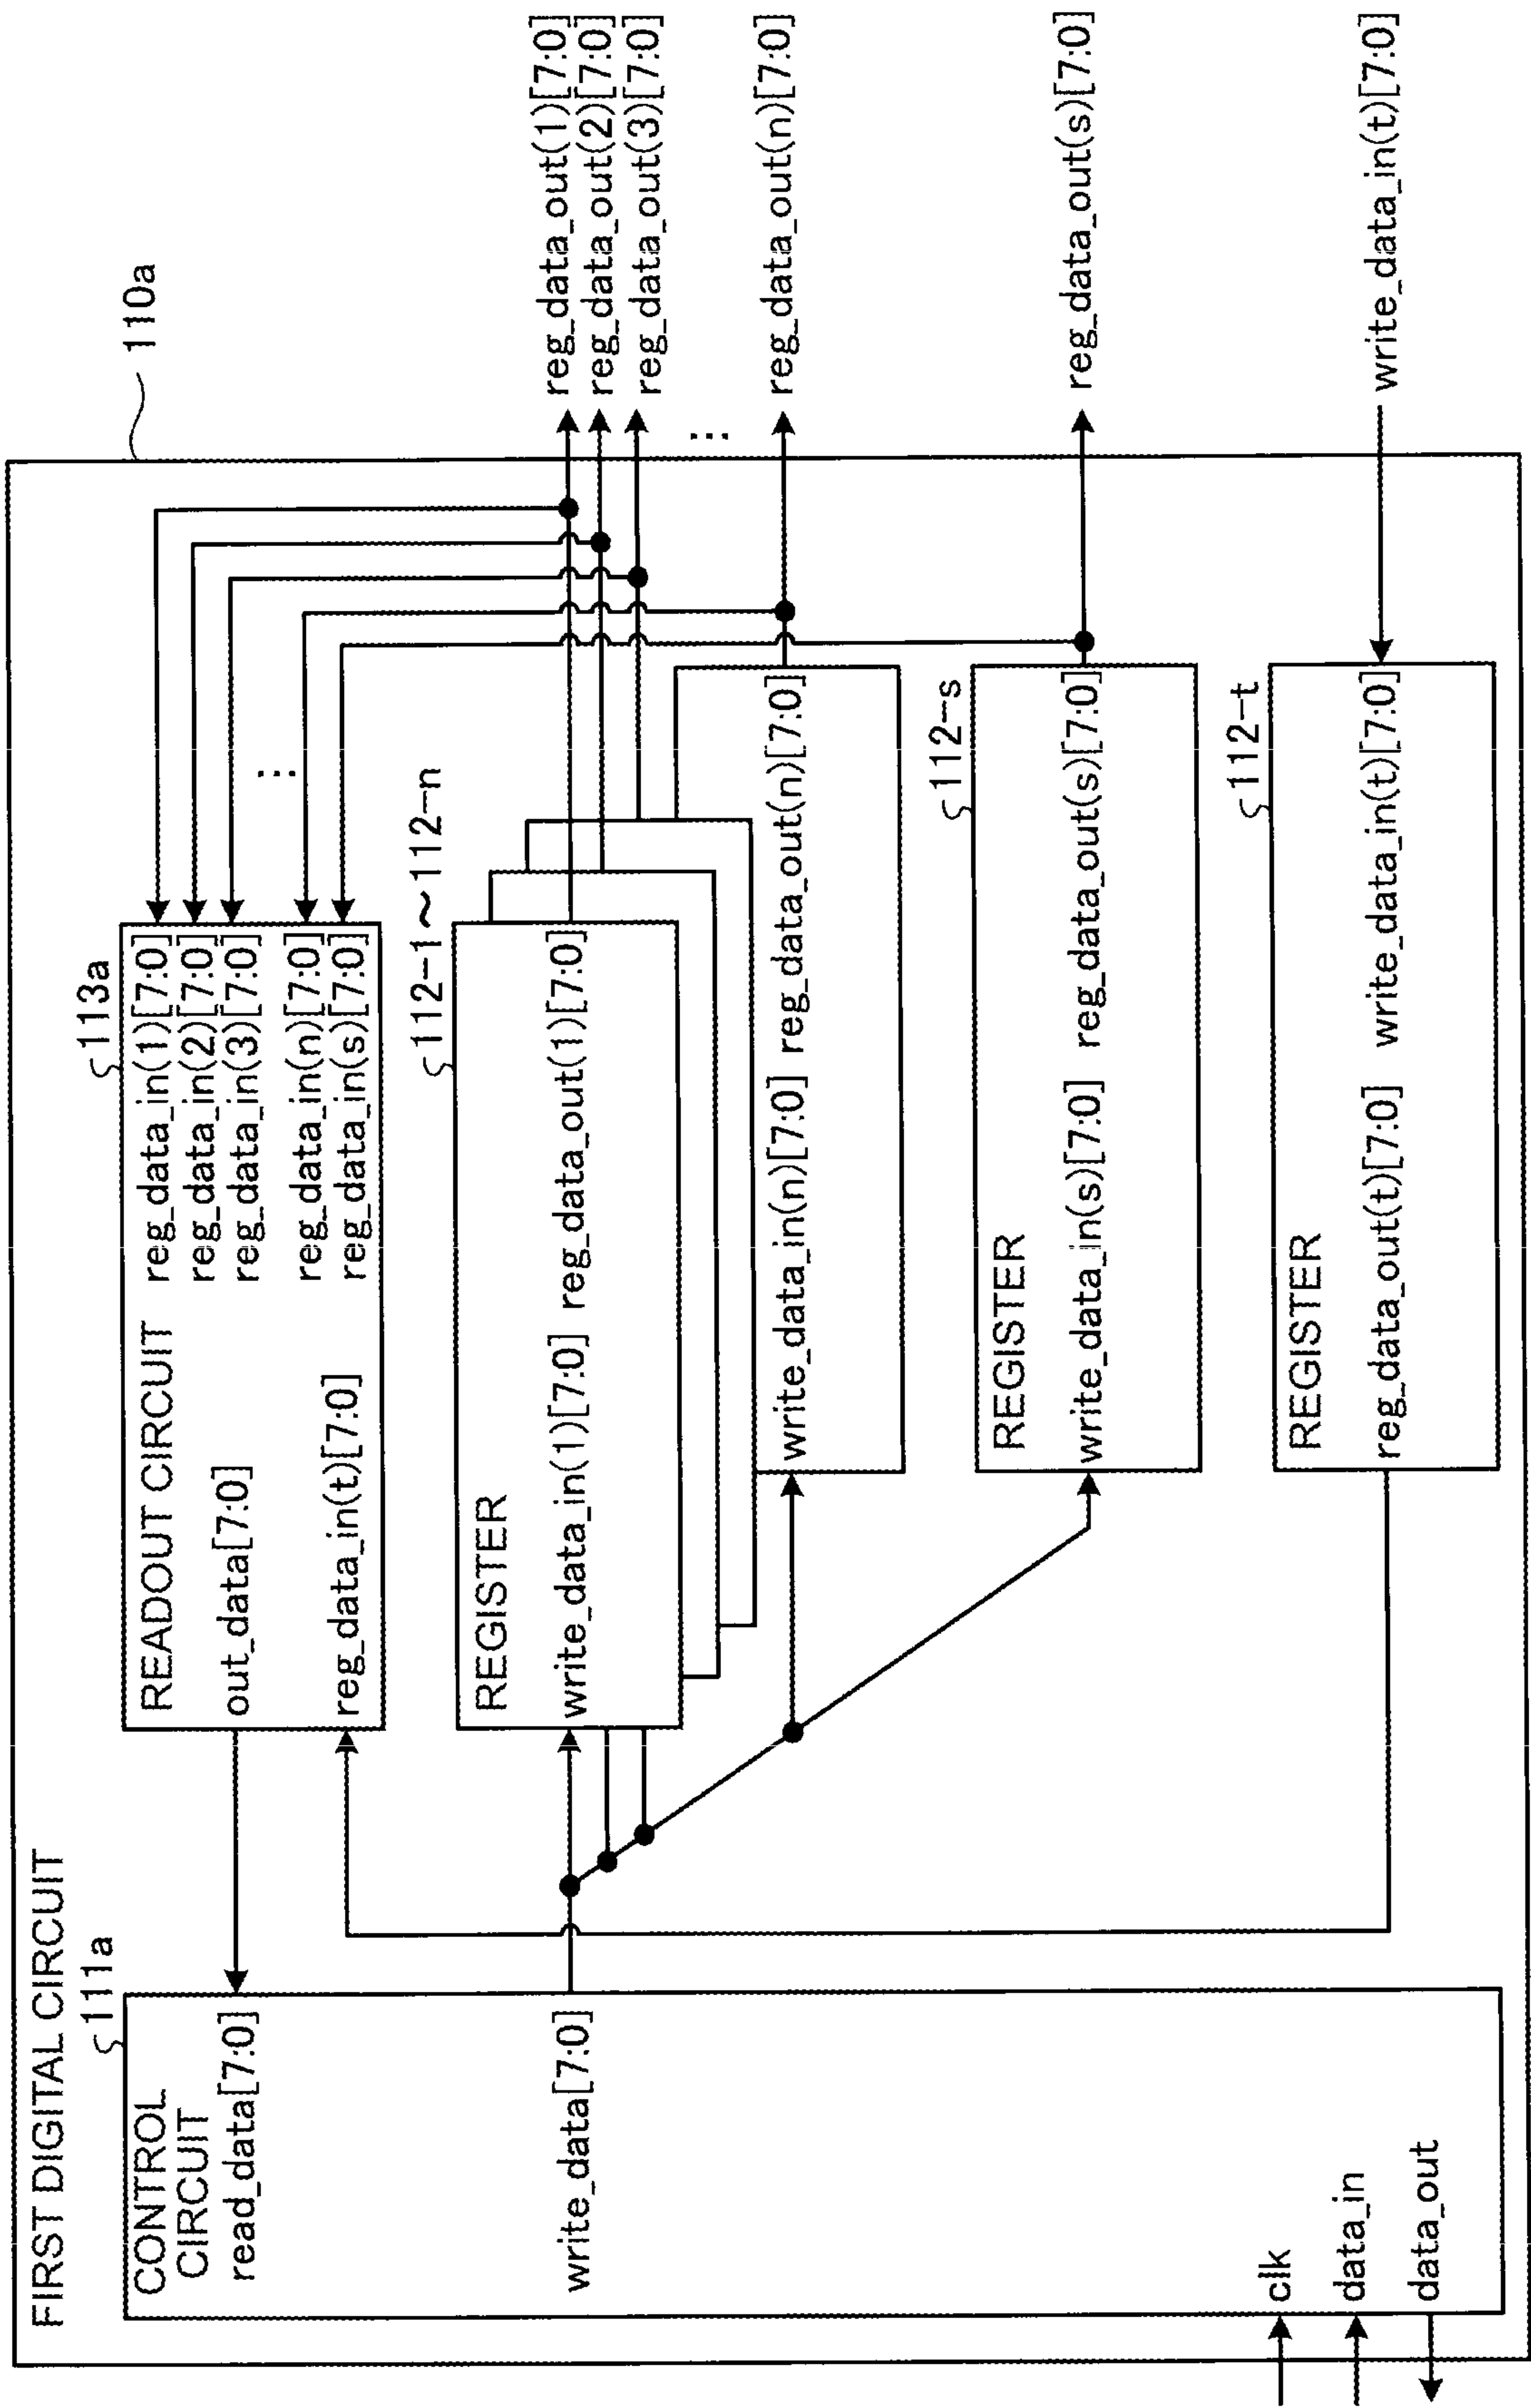 FIRST DIGITAL CIRCUIT
110a
111a
CONTROL
CIRCUIT
read_data[7:0]
write_data[7:0]
clk
data_in
data_out
113a
READOUT CIRCUIT
out_data[7:0]
reg_data_in(t)[7:0]
reg_data_in(1)[7:0]
reg_data_in(2)[7:0]
reg_data_in(3)[7:0]
...
reg_data_in(n)[7:0]
reg_data_in(s)[7:0]
112-1~112-n
REGISTER
write_data_in(1)[7:0] reg_data_out(1)[7:0]
write_data_in(n)[7:0] reg_data_out(n)[7:0]
112-s
REGISTER
write_data_in(s)[7:0] reg_data_out(s)[7:0]
112-t
REGISTER
reg_data_out(t)[7:0] write_data_in(t)[7:0]
reg_data_out(1)[7:0]
reg_data_out(2)[7:0]
reg_data_out(3)[7:0]
...
reg_data_out(n)[7:0]
reg_data_out(s)[7:0]
write_data_in(t)[7:0]